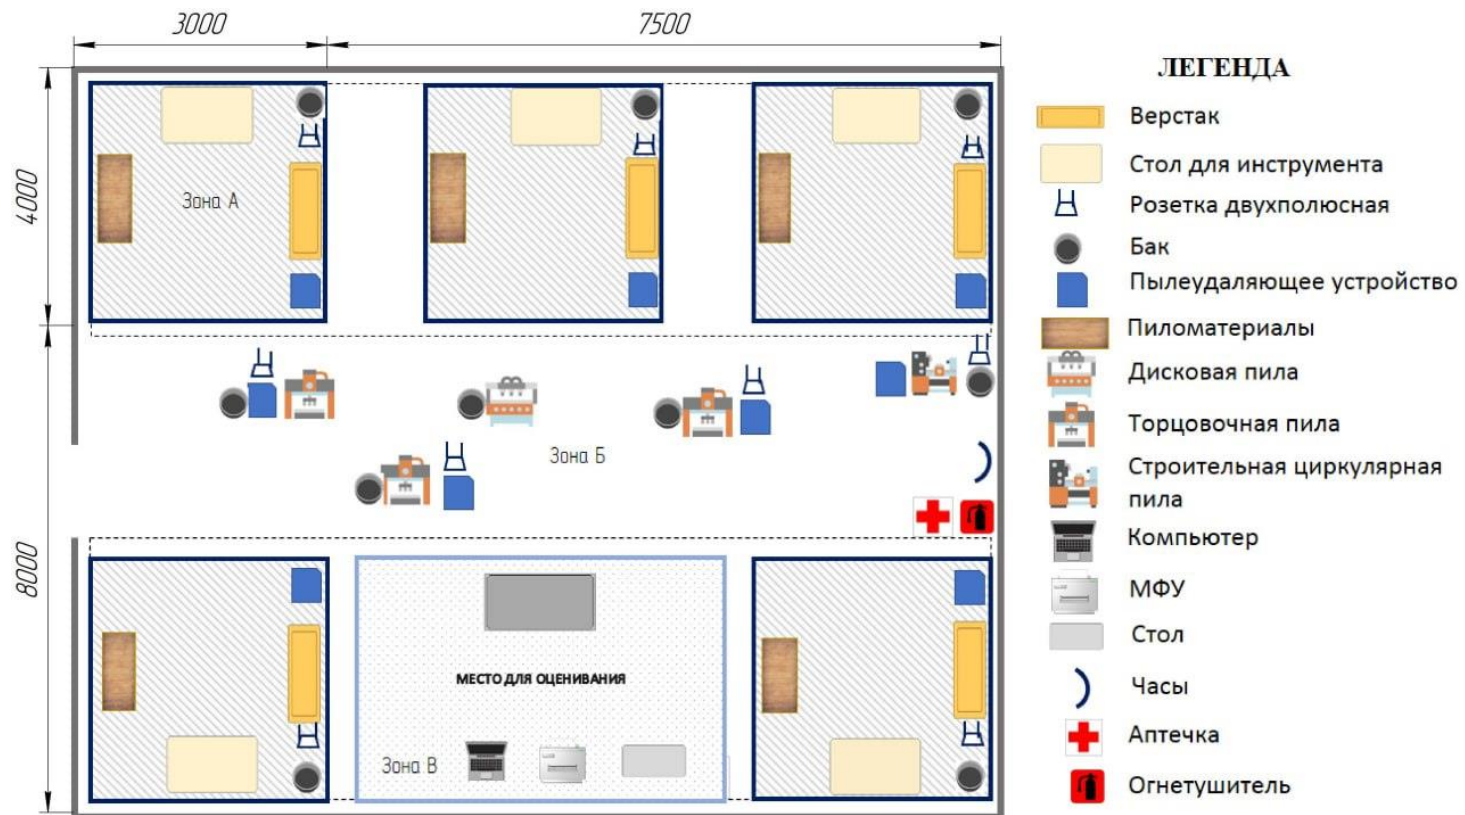 3000
7500
ЛЕГЕНДА
Верстак
Стол для инструмента
4000
Зона А
Розетка двухполюсная
Бак
Пылеудаляющее устройство
Пиломатериалы
Дисковая пила
Торцовочная пила
Зона Б
Строительная циркулярная
пила
Компьютер
8000
МФУ
Стол
МЕСТО ДЛЯ ОЦЕНИВАНИЯ
Часы
Аптечка
Зона В
Огнетушитель